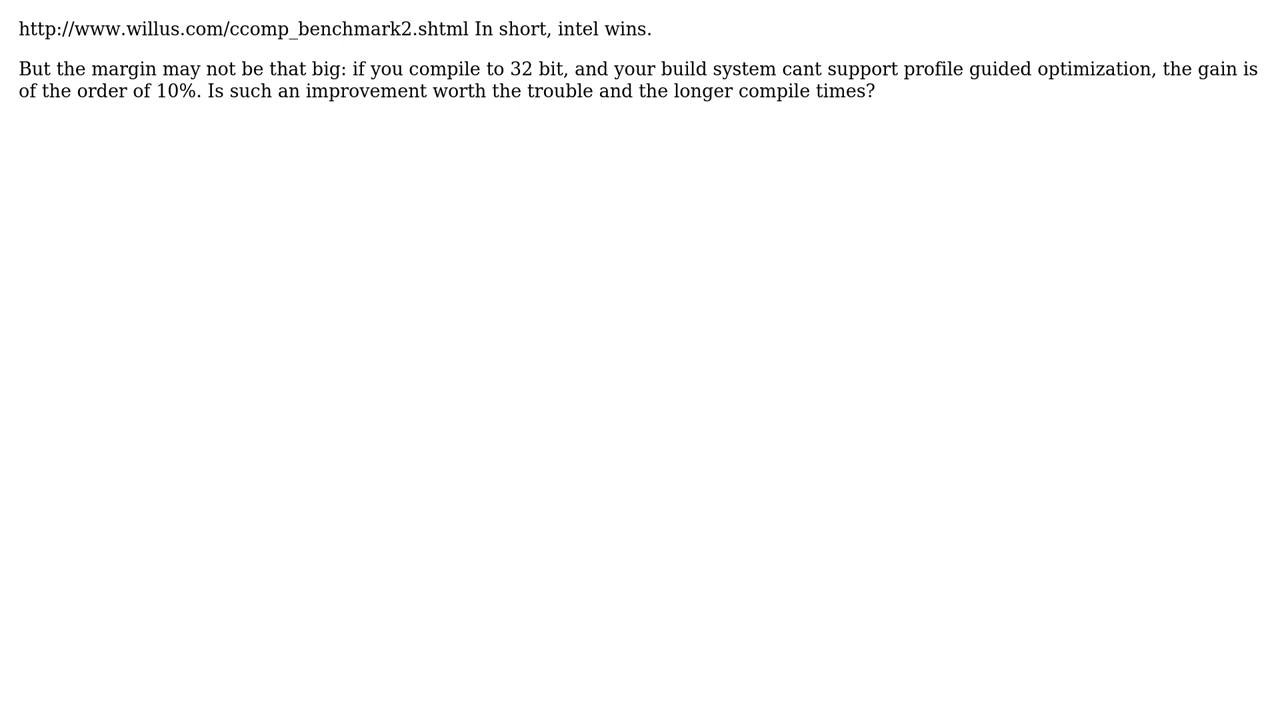 http://www.willus.com/ccomp_benchmark2.shtml In short, intel wins.
But the margin may not be that big: if you compile to 32 bit, and your build system cant support profile guided optimization, the gain is
of the order of 10%. Is such an improvement worth the trouble and the longer compile times?